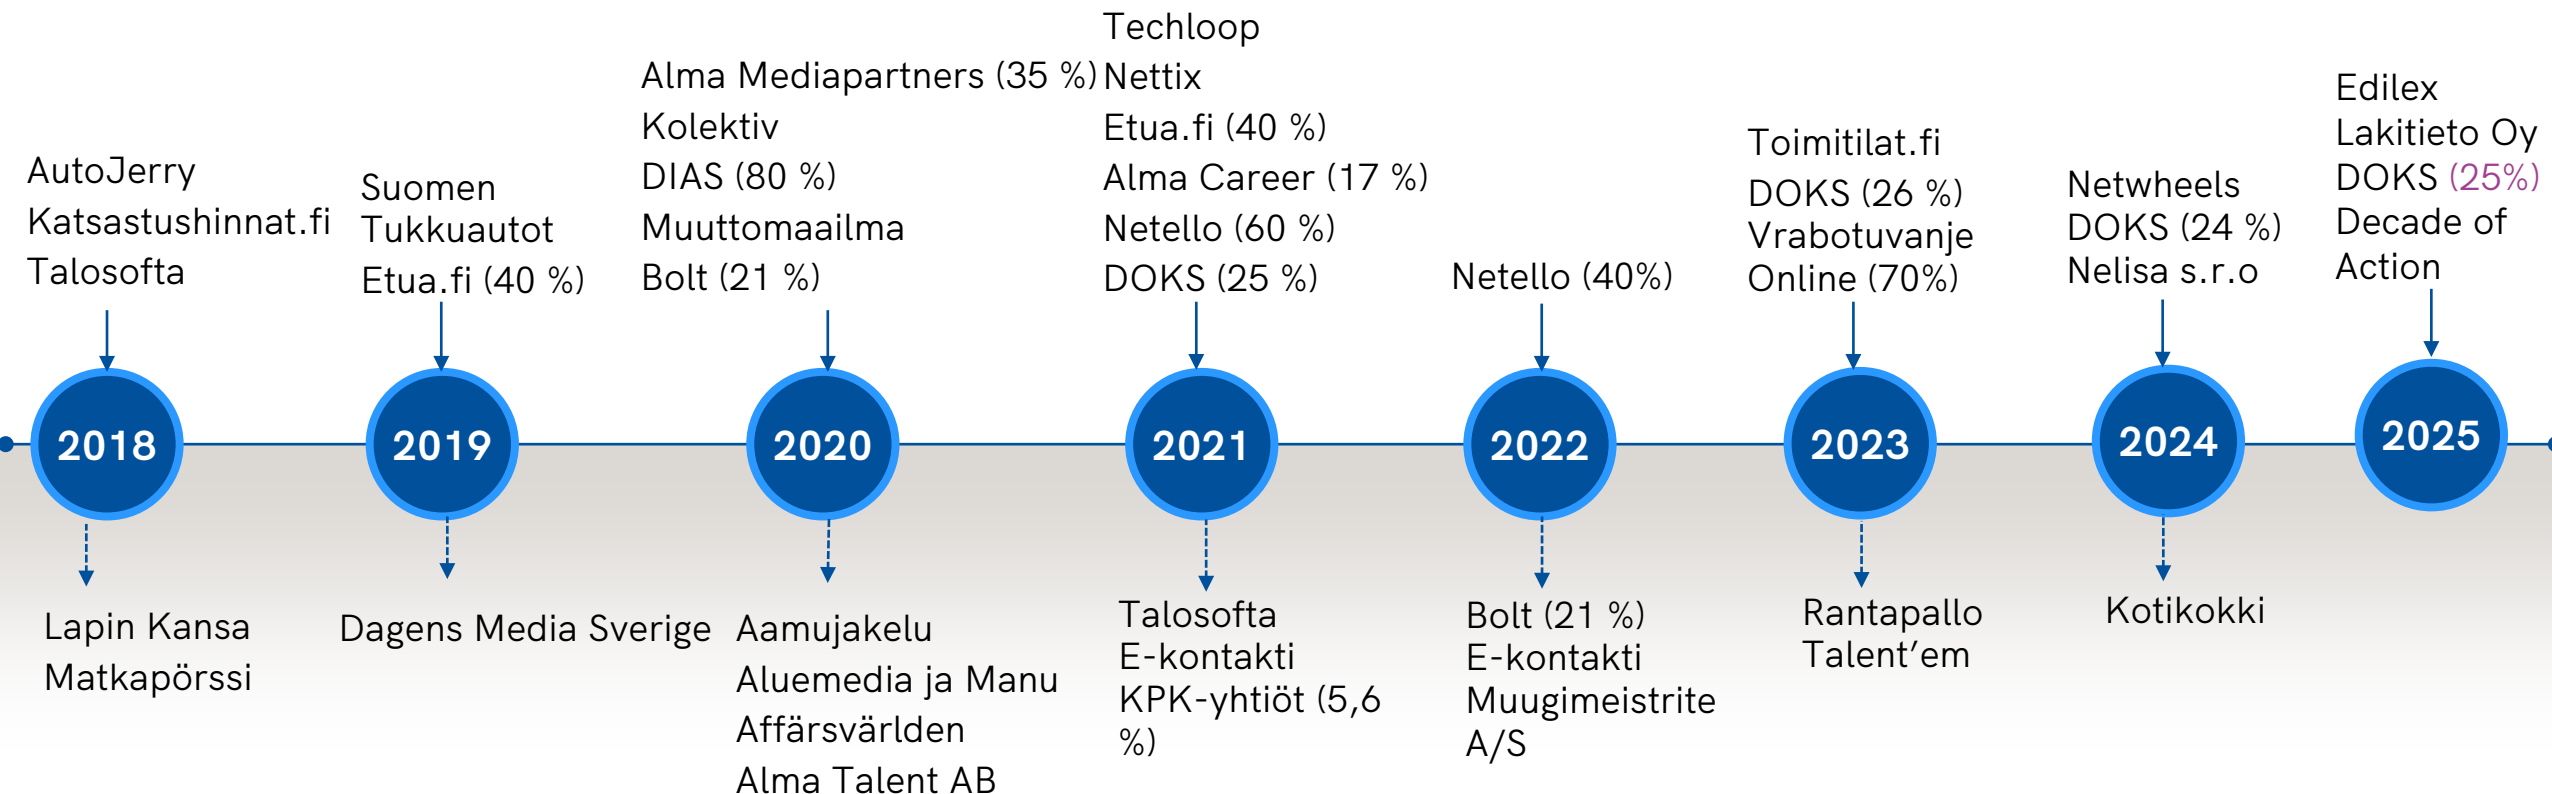 AutoJerry
Katsastushinnat.fi
Talosofta
Suomen
Tukkuautot
Etua.fi (40 %)
Alma Mediapartners (35 %)
Kolektiv
DIAS (80 %)
Muuttomaailma
Bolt (21 %)
Techloop
Nettix
Etua.fi (40 %)
Alma Career (17 %)
Netello (60 %)
DOKS (25 %)
Netello (40%)
Toimitilat.fi
DOKS (26 %)
Vrabotuvanje
Online (70%)
Netwheels
DOKS (24 %)
Nelisa s.r.o
Edilex
Lakitieto Oy
DOKS (25%)
Decade of
Action
2018
2019
2020
2021
2022
2023
2024
2025
Lapin Kansa
Matkapörssi
Dagens Media Sverige
Aamujakelu
Aluemedia ja Manu
Affärsvärlden
Alma Talent AB
Talosofta
E-kontakti
KPK-yhtiöt (5,6
%)
Bolt (21 %)
E-kontakti
Muugimeistrite
A/S
Rantapallo
Talent’em
Kotikokki